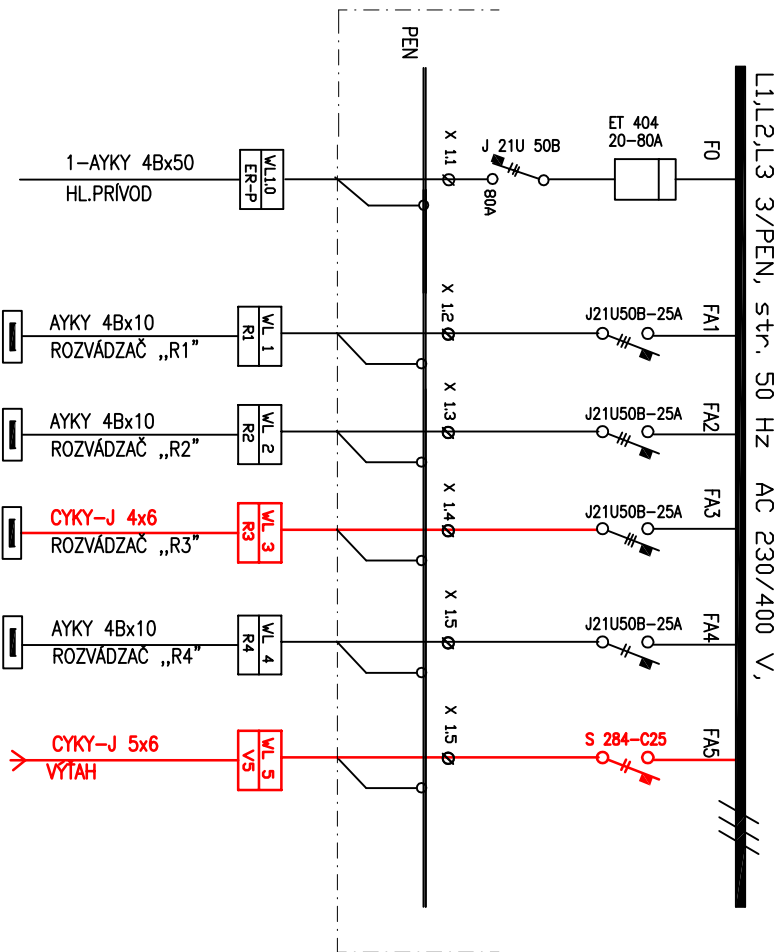 L1,L2,L3 3/PEN, str. 50 Hz AC 230/400 V,
PEN
F0
ET 404
20-80A
J 21U 50B
80A
X 1.1
WL1.0
ER-P
1-AYKY 4Bx50
HL.PRÍVOD
FA1
J21U50B-25A
X 1.2
WL 1
R1
AYKY 4Bx10
ROZVÁDZAČ ,,R1”
FA2
J21U50B-25A
X 1.3
WL 2
R2
AYKY 4Bx10
ROZVÁDZAČ ,,R2”
FA3
J21U50B-25A
X 1.4
WL 3
R3
CYKY-J 4x6
ROZVÁDZAČ ,,R3”
FA4
J21U50B-25A
X 1.5
WL 4
R4
AYKY 4Bx10
ROZVÁDZAČ ,,R4”
FA5
S 284-C25
X 1.5
WL 5
V5
CYKY-J 5x6
VÝŤAH